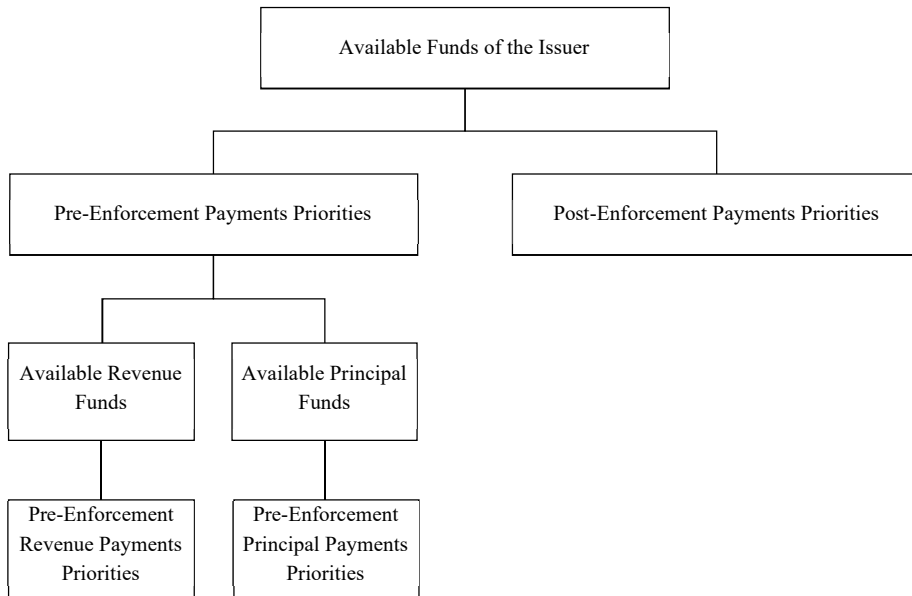 Available Funds of the Issuer
Pre-Enforcement Payments Priorities
Post-Enforcement Payments Priorities
Available Revenue
Funds
Available Principal
Funds
Pre-Enforcement
Revenue Payments
Priorities
Pre-Enforcement
Principal Payments
Priorities